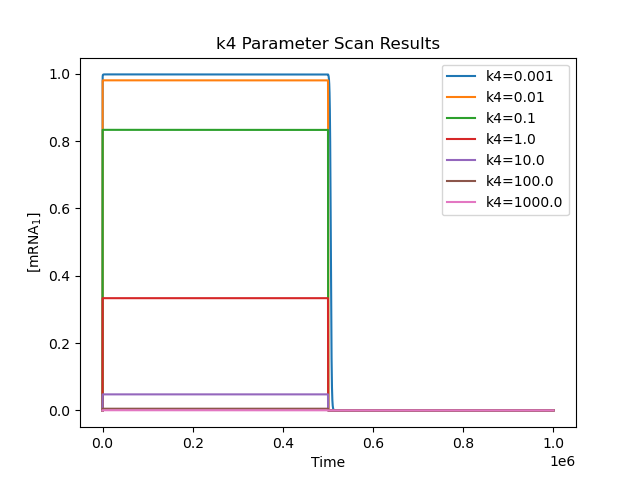 k4 Parameter Scan Results
[mRNA₁]
1.0
0.8
0.6
0.4
0.2
0.0
k4=0.001
k4=0.01
k4=0.1
k4=1.0
k4=10.0
k4=100.0
k4=1000.0
0.0 0.2 0.4 0.6 0.8 1.0
1e6
Time